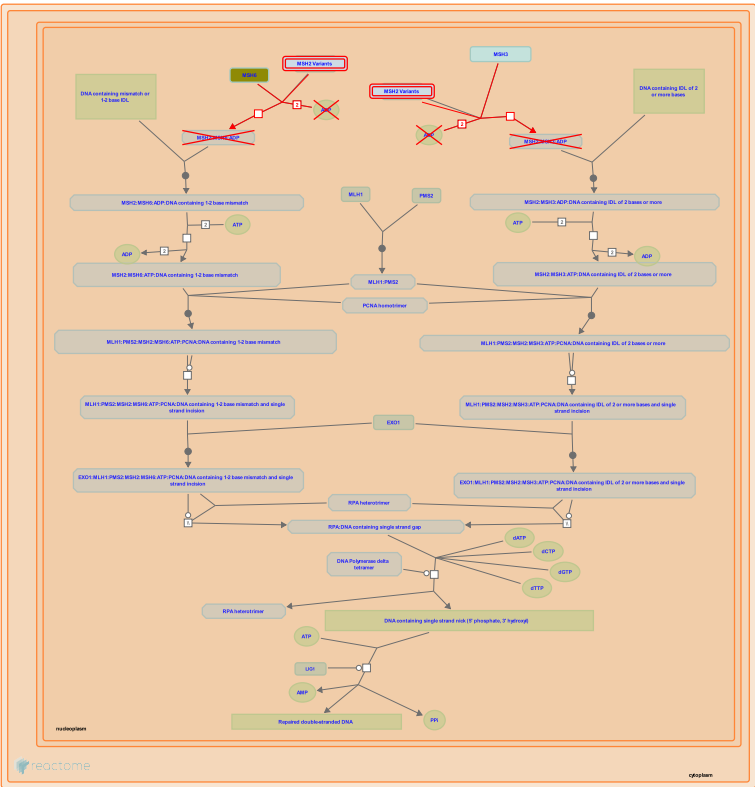 MSH3
MSH2 Variants
MSH6
MSH2 Variants
DNA containing mismatch or
1-2 base IDL
DNA containing IDL of 2
or more bases
2
ADP
2
ADP
MSH2:MSH6:ADP
MSH2:MSH3:ADP
MLH1
PMS2
MSH2:MSH6:ADP:DNA containing 1-2 base mismatch
MSH2:MSH3:ADP:DNA containing IDL of 2 bases or more
2
ATP
ATP
2
ADP
2
2
ADP
MSH2:MSH6:ATP:DNA containing 1-2 base mismatch
MSH2:MSH3:ATP:DNA containing IDL of 2 bases or more
MLH1:PMS2
PCNA homotrimer
MLH1:PMS2:MSH2:MSH6:ATP:PCNA:DNA containing 1-2 base mismatch
MLH1:PMS2:MSH2:MSH3:ATP:PCNA:DNA containing IDL of 2 bases or more
MLH1:PMS2:MSH2:MSH6:ATP:PCNA:DNA containing 1-2 base mismatch and single
strand incision
MLH1:PMS2:MSH2:MSH3:ATP:PCNA:DNA containing IDL of 2 or more bases and single
strand incision
EXO1
EXO1:MLH1:PMS2:MSH2:MSH6:ATP:PCNA:DNA containing 1-2 base mismatch and single
strand incision
EXO1:MLH1:PMS2:MSH2:MSH3:ATP:PCNA:DNA containing IDL of 2 or more bases and single
strand incision
RPA heterotrimer
RPA:DNA containing single strand gap
dATP
dCTP
DNA Polymerase delta
tetramer
dGTP
dTTP
RPA heterotrimer
DNA containing single strand nick (5' phosphate, 3' hydroxyl)
ATP
LIG1
AMP
Repaired double-stranded DNA
PPi
nucleoplasm
reactome
cytoplasm